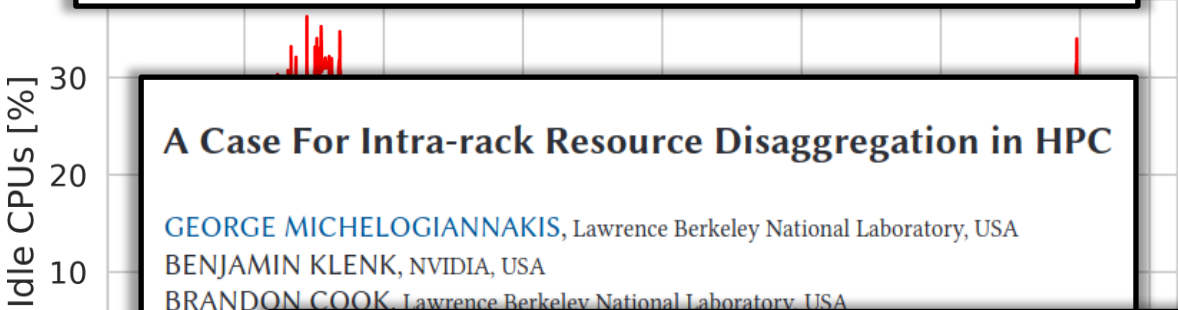 Idle CPUs [%]
30
20
10
A Case For Intra-rack Resource Disaggregation in HPC
GEORGE MICHELOGIANNAKIS, Lawrence Berkeley National Laboratory, USA
BENJAMIN KLENK, NVIDIA, USA
BRANDON COOK, Lawrence Berkeley National Laboratory, USA